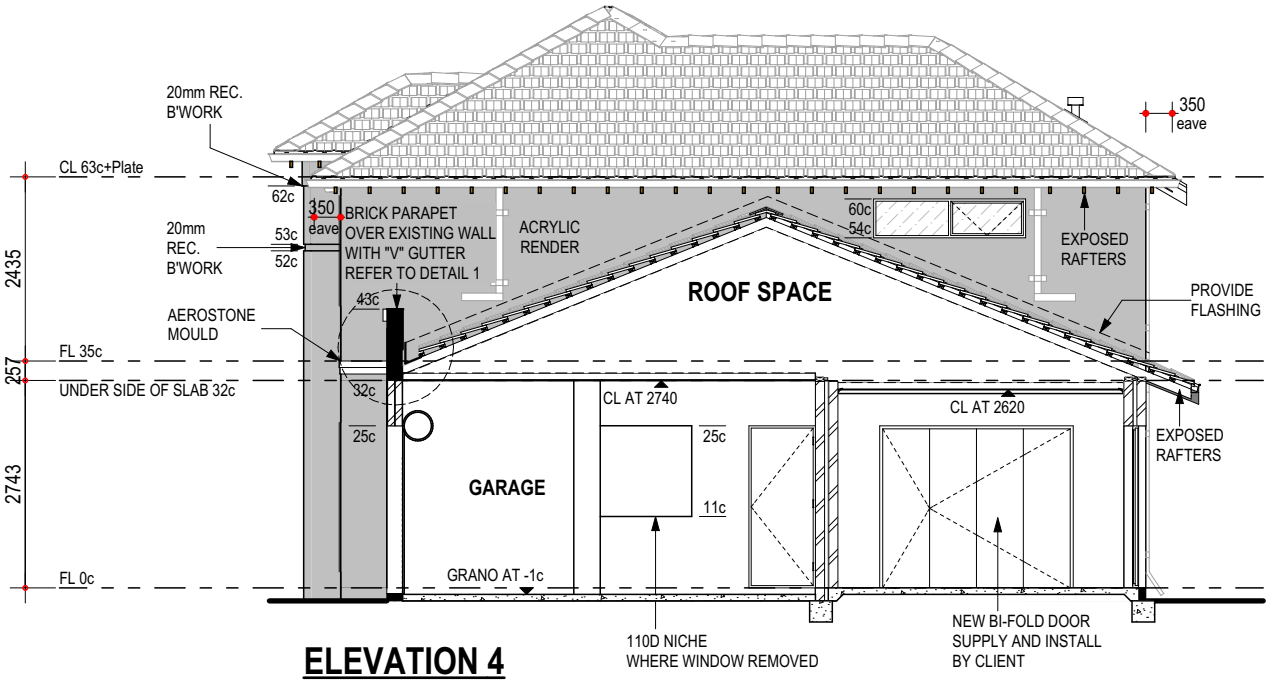 20mm REC.
B'WORK
350
eave
CL 63c+Plate
62c
350
eave
BRICK PARAPET
OVER EXISTING WALL
WITH "V" GUTTER
REFER TO DETAIL 1
ACRYLIC
RENDER
60c
54c
EXPOSED
RAFTERS
20mm
REC.
B'WORK
53c
52c
2435
ROOF SPACE
PROVIDE
FLASHING
43c
AEROSTONE
MOULD
FL 35c
257
UNDER SIDE OF SLAB 32c
32c
CL AT 2740
CL AT 2620
25c
25c
EXPOSED
RAFTERS
2743
GARAGE
11c
FL 0c
GRANO AT -1c
110D NICHE
WHERE WINDOW REMOVED
NEW BI-FOLD DOOR
SUPPLY AND INSTALL
BY CLIENT
ELEVATION 4